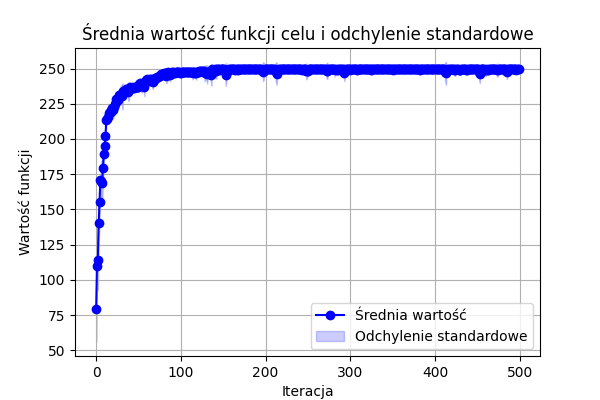 Średnia wartość funkcji celu i odchylenie standardowe
Wartość funkcji
250
225
200
175
150
125
100
75
50
0 100 200 300 400 500
Iteracja
Średnia wartość
Odchylenie standardowe